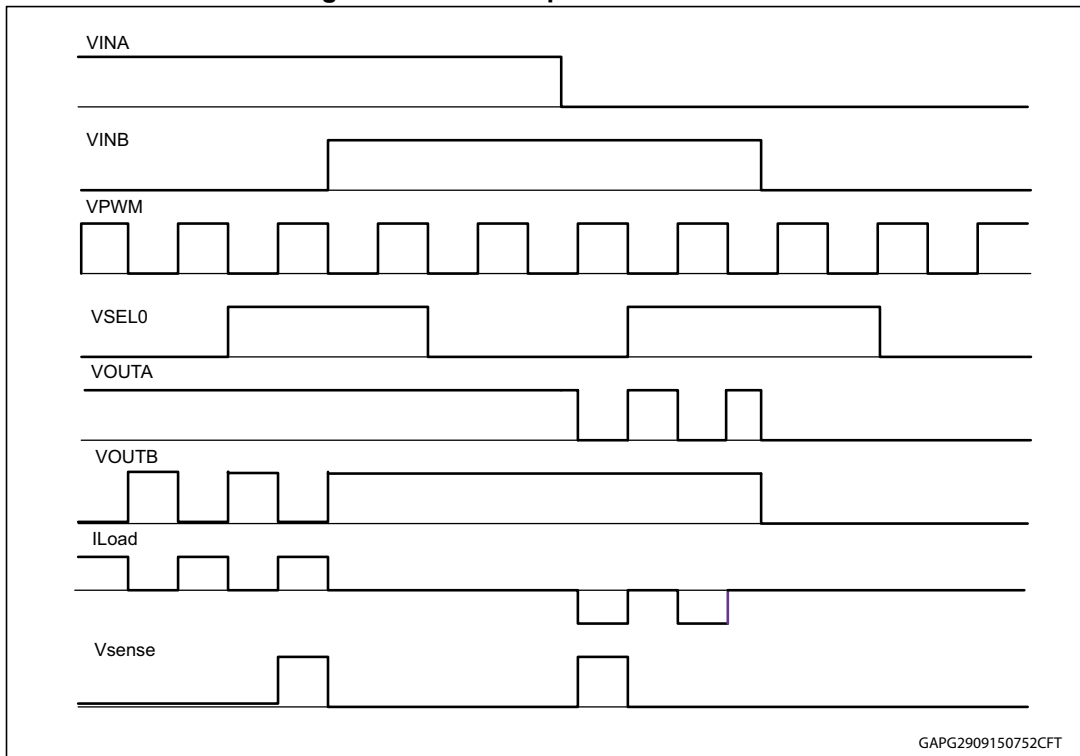 VINA
VINB
VPWM
VSEL0
VOUTA
VOUTB
ILoad
Vsense
GAPG2909150752CFT